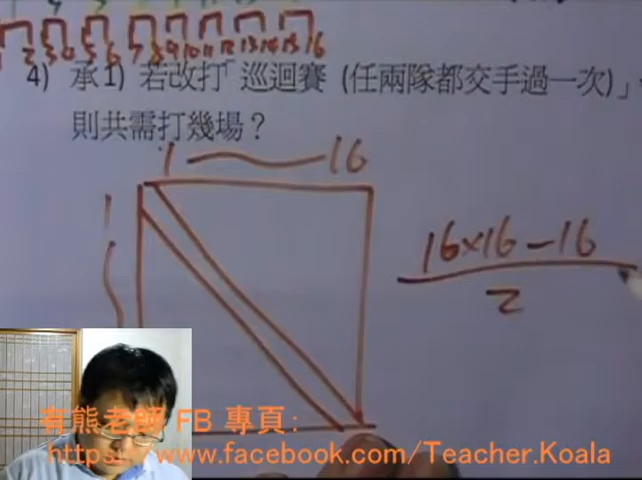 1 2 3 4 5 6 7 8 9 10 11 12 13 14 15 16
4) 承1) 若改打「巡迴賽 (任兩隊都交手過一次)」
則共需打幾場？
1 16
1
16×16 - 16
2
有熊老師 FB 專頁:
https://www.facebook.com/Teacher.Koala